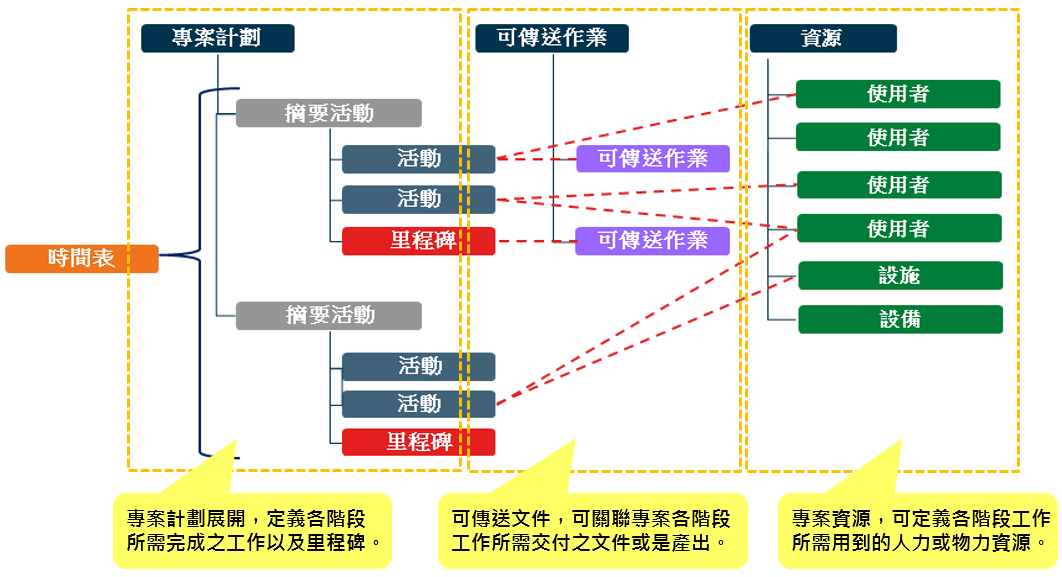 專案計劃
可傳送作業
資源
摘要活動
活動
活動
里程碑
時間表
摘要活動
活動
活動
里程碑
可傳送作業
可傳送作業
使用者
使用者
使用者
使用者
設施
設備
專案計劃展開，定義各階段
所需完成之工作以及里程碑。
可傳送文件，可關聯專案各階段
工作所需交付之文件或是產出。
專案資源，可定義各階段工作
所需用到的人力或物力資源。